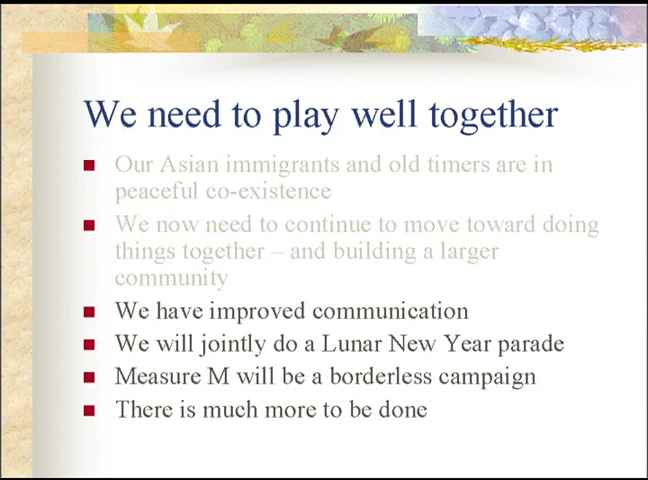 We need to play well together
Our Asian immigrants and old timers are in
peaceful co-existence
We now need to continue to move toward doing
things together – and building a larger
community
We have improved communication
We will jointly do a Lunar New Year parade
Measure M will be a borderless campaign
There is much more to be done